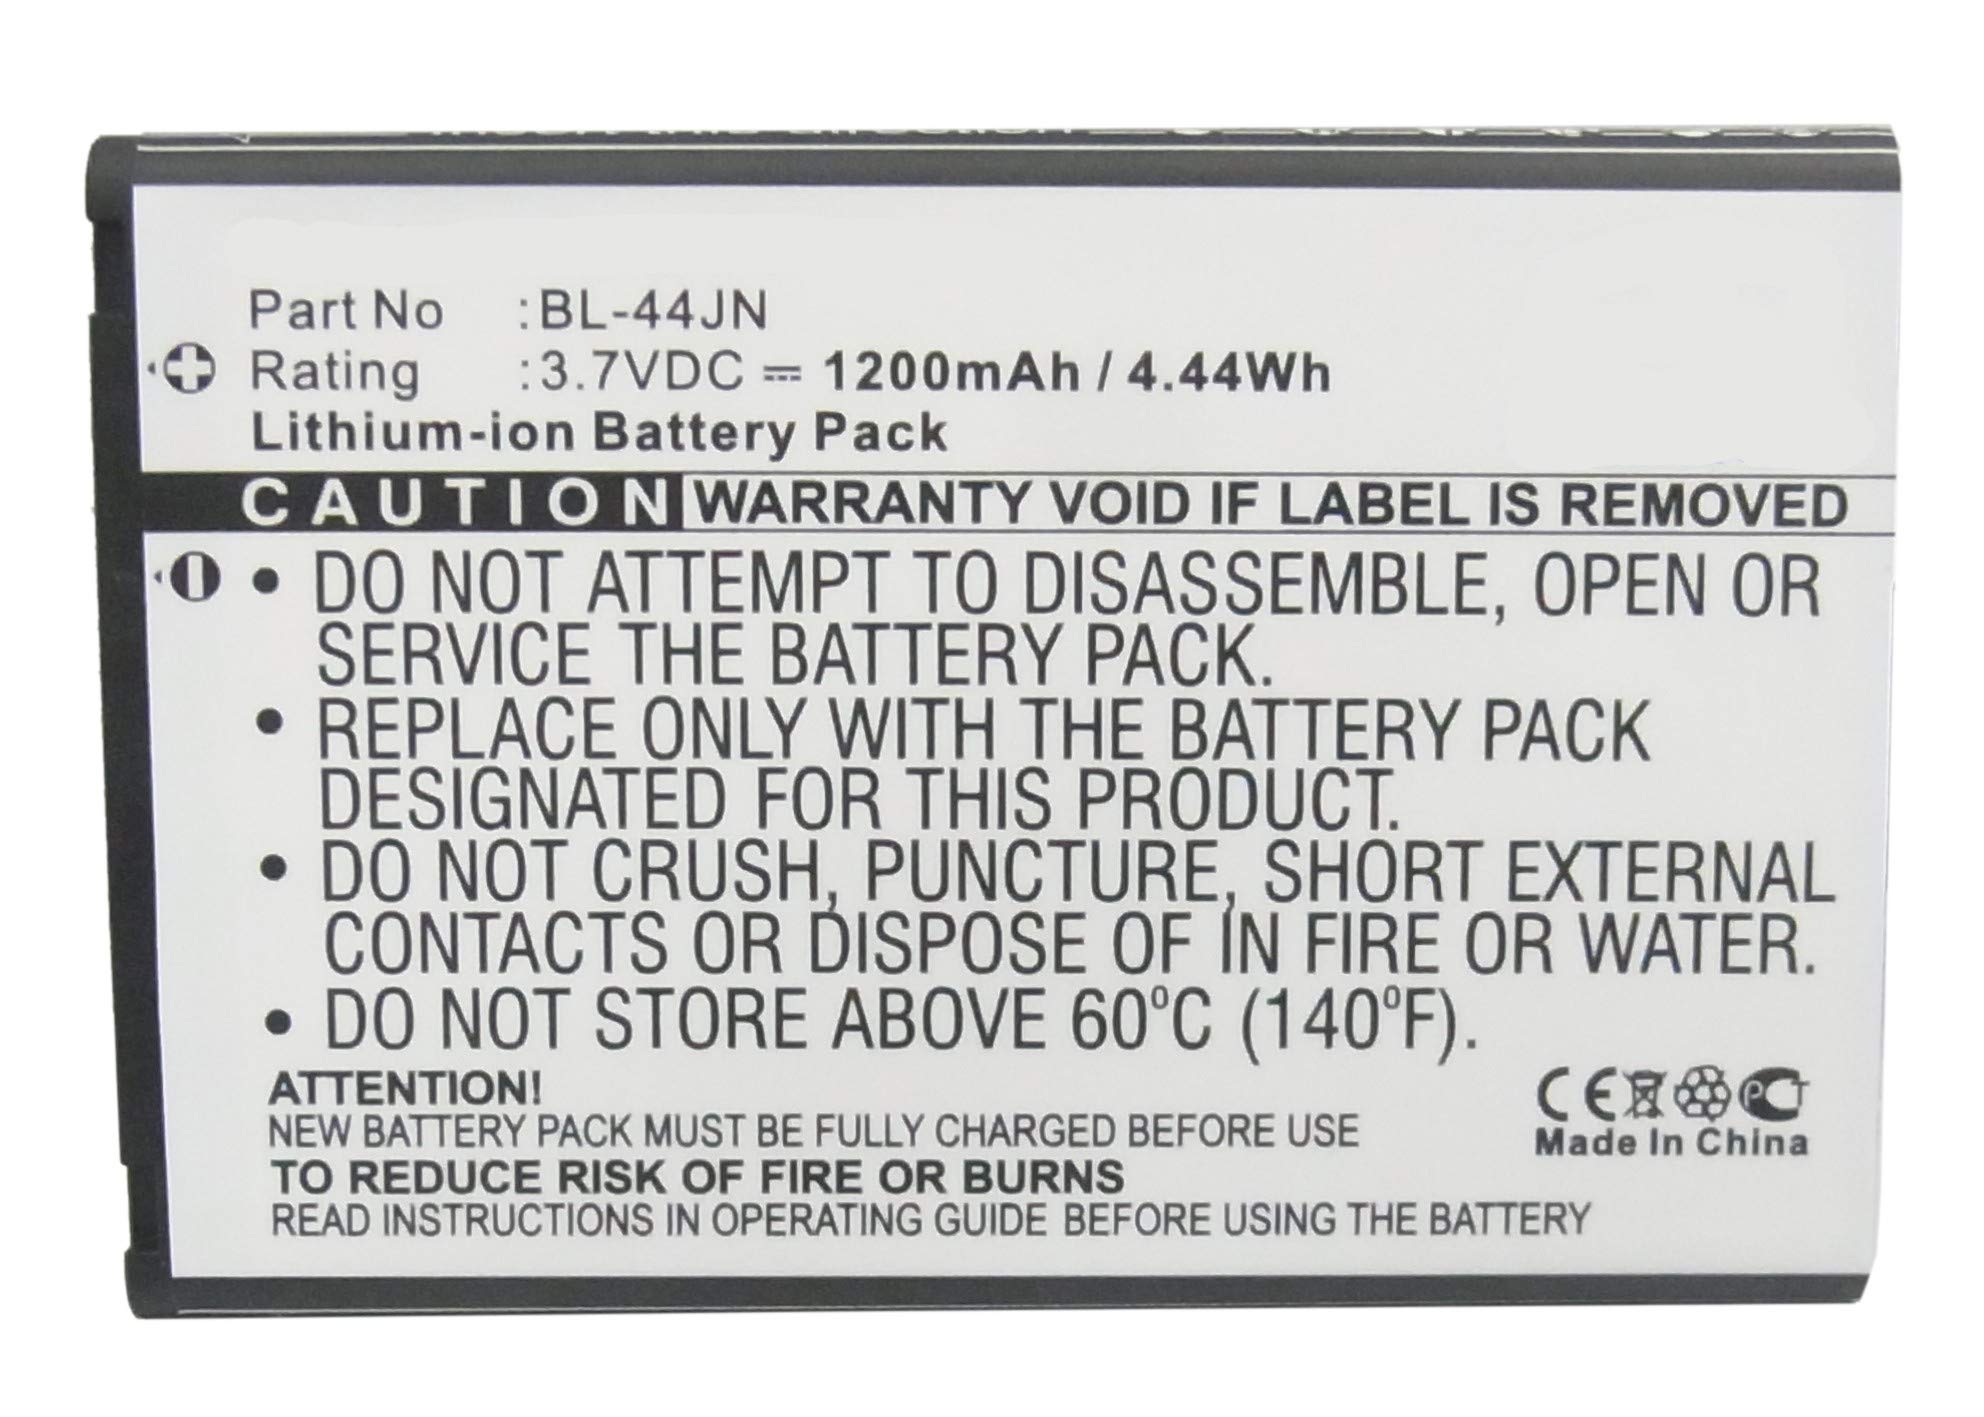 Part No :BL-44JN
Rating :3.7VDC ⎓ 1200mAh / 4.44Wh
Lithium-ion Battery Pack
CAUTION WARRANTY VOID IF LABEL IS REMOVED
• DO NOT ATTEMPT TO DISASSEMBLE, OPEN OR
SERVICE THE BATTERY PACK.
• REPLACE ONLY WITH THE BATTERY PACK
DESIGNATED FOR THIS PRODUCT.
• DO NOT CRUSH, PUNCTURE, SHORT EXTERNAL
CONTACTS OR DISPOSE OF IN FIRE OR WATER.
• DO NOT STORE ABOVE 60°C (140°F).
ATTENTION!
NEW BATTERY PACK MUST BE FULLY CHARGED BEFORE USE
TO REDUCE RISK OF FIRE OR BURNS
READ INSTRUCTIONS IN OPERATING GUIDE BEFORE USING THE BATTERY
CE PCT
Made In China